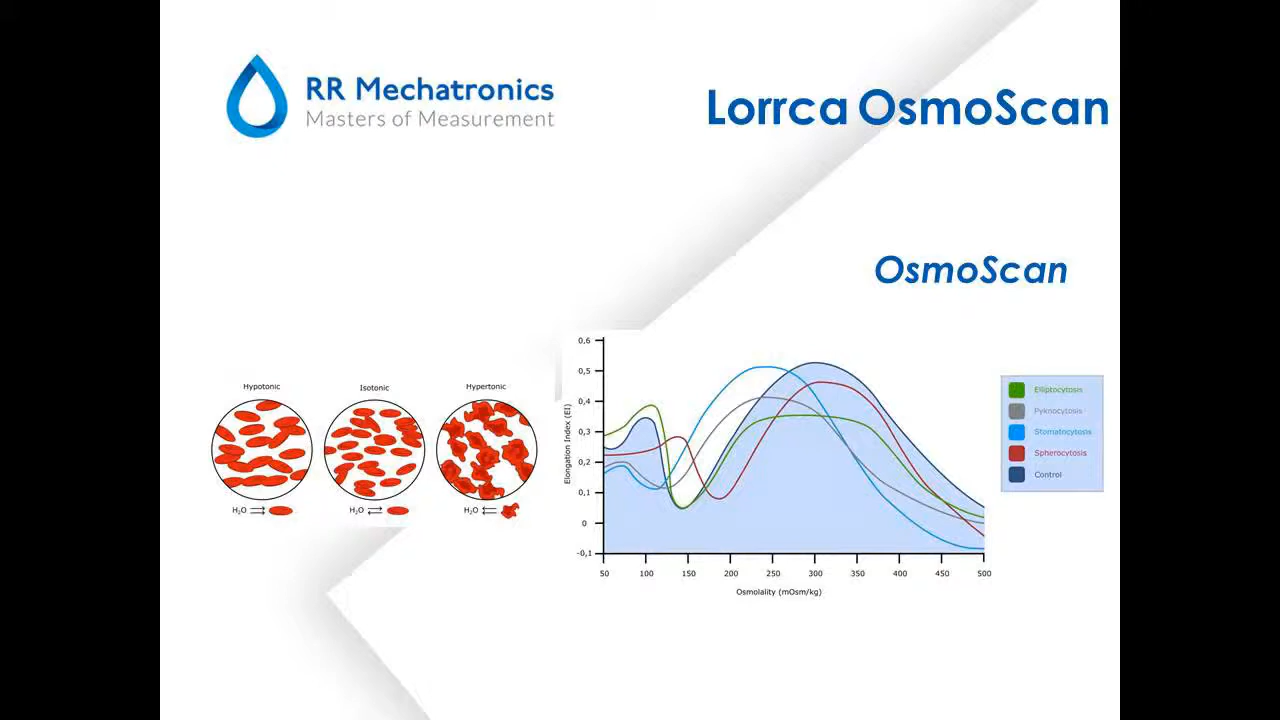 RR Mechatronics
Masters of Measurement
Lorrca OsmoScan
OsmoScan
Hypotonic
Isotonic
Hypertonic
H₂O
H₂O
H₂O
Elongation Index (EI)
0,6
0,5
0,4
0,3
0,2
0,1
0
-0,1
50 100 150 200 250 300 350 400 450 500
Osmolality (mOsm/kg)
Elliptocytosis
Pyknocytosis
Stomatocytosis
Spherocytosis
Control